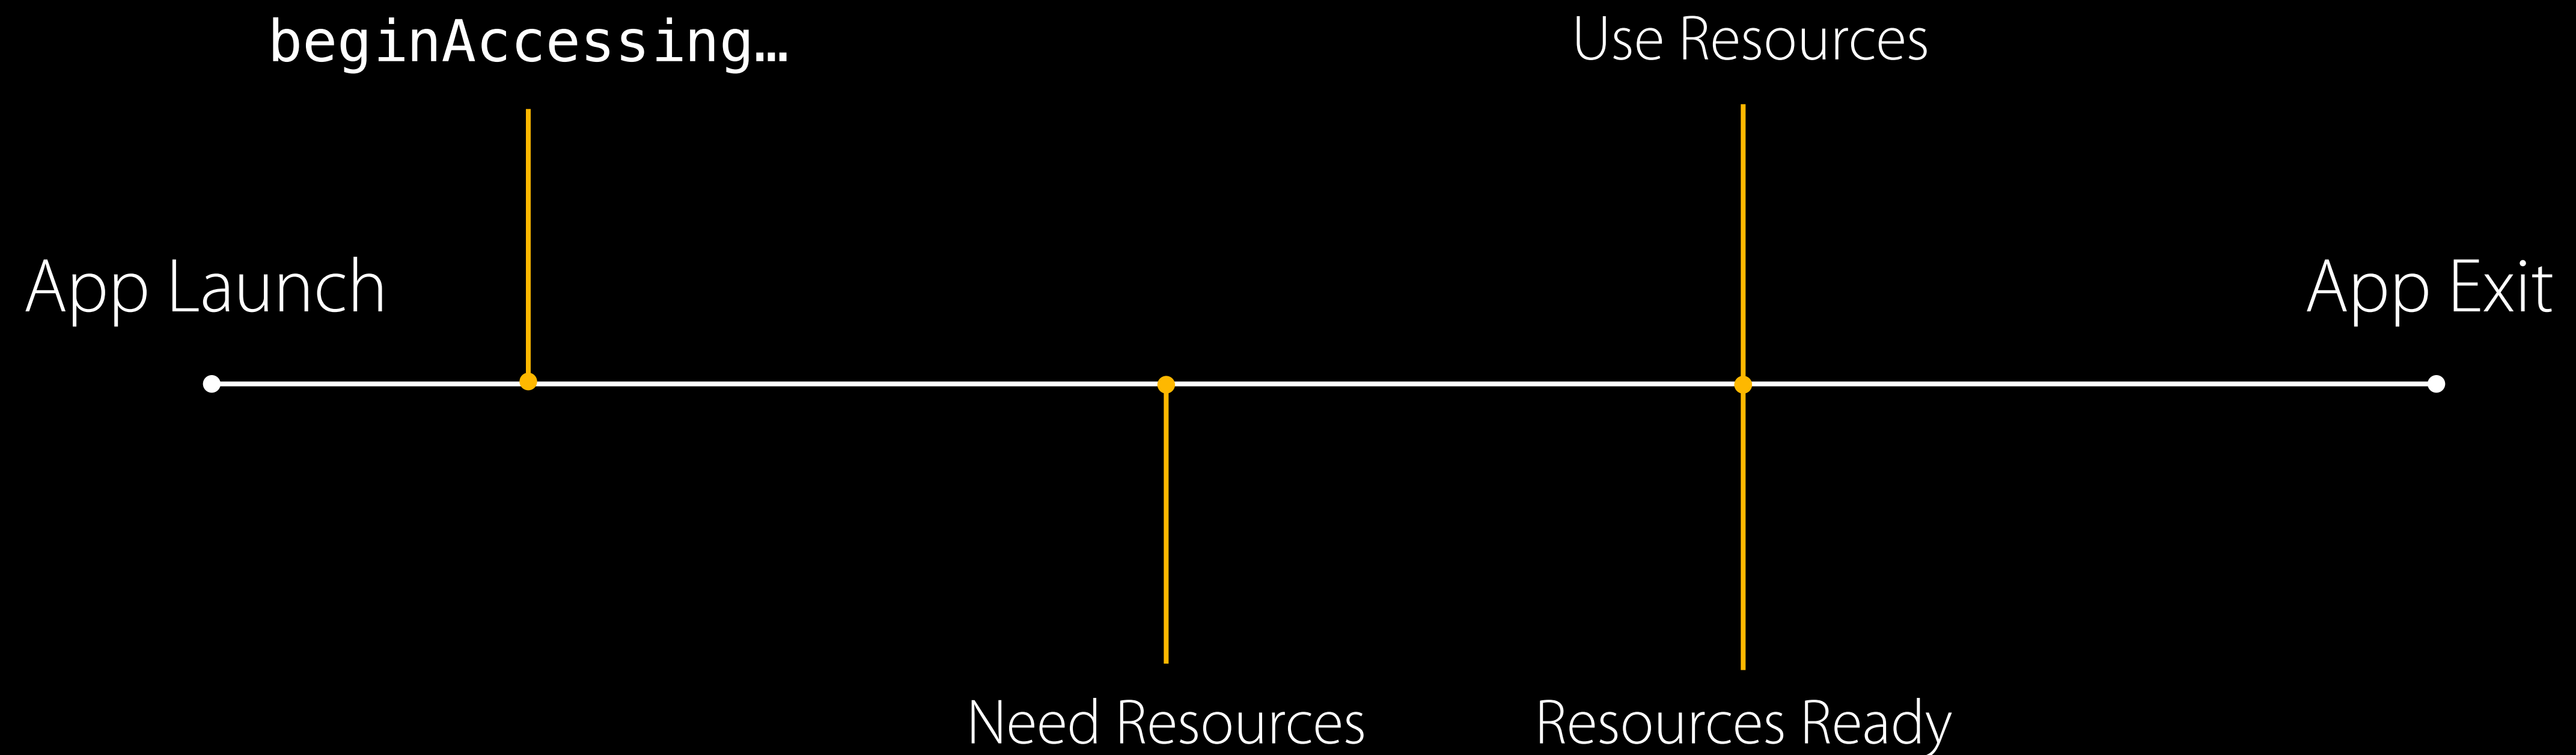 beginAccessing…
Use Resources
App Launch
App Exit
Need Resources
Resources Ready